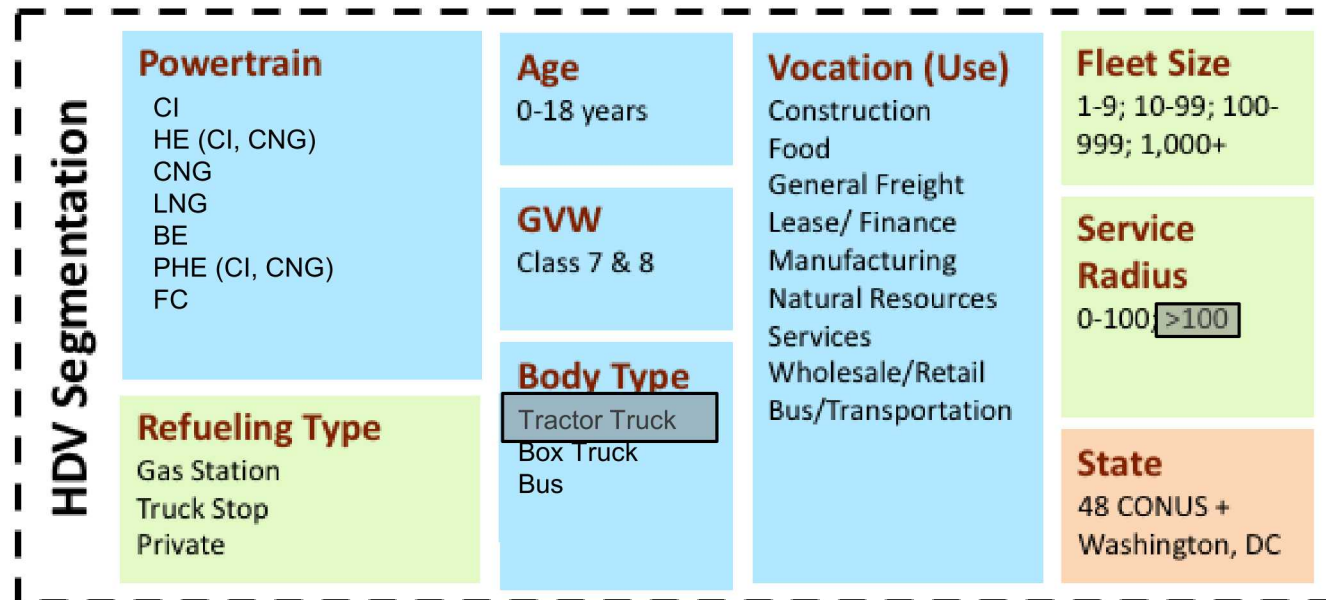 HDV Segmentation
Powertrain
CI
HE (CI, CNG)
CNG
LNG
BE
PHE (CI, CNG)
FC
Refueling Type
Gas Station
Truck Stop
Private
Age
0-18 years
GVW
Class 7 & 8
Body Type
Tractor Truck
Box Truck
Bus
Vocation (Use)
Construction
Food
General Freight
Lease/ Finance
Manufacturing
Natural Resources
Services
Wholesale/Retail
Bus/Transportation
Fleet Size
1-9; 10-99; 100-
999; 1,000+
Service
Radius
0-100; >100
State
48 CONUS +
Washington, DC